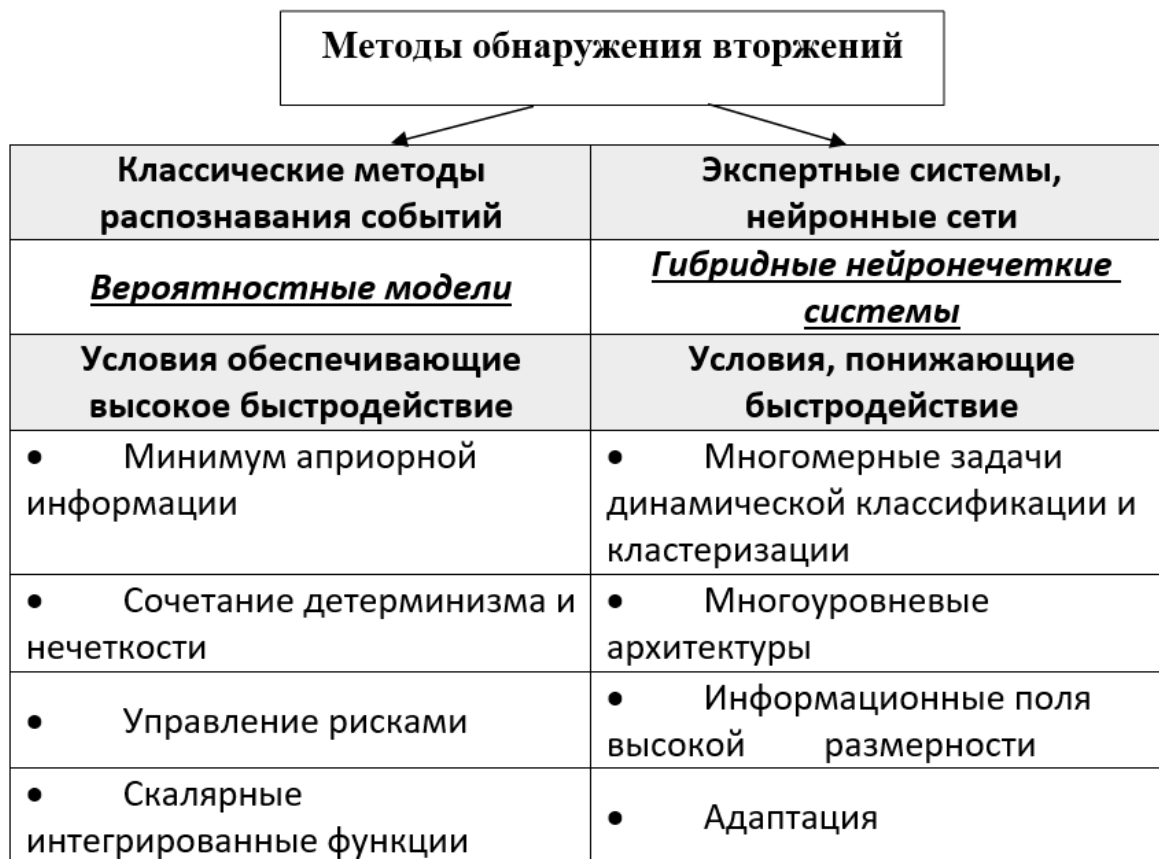 Методы обнаружения вторжений
Классические методы
распознавания событий
Экспертные системы,
нейронные сети
Вероятностные модели
Гибридные нейронечеткие
системы
Условия обеспечивающие
высокое быстродействие
Условия, понижающие
быстродействие
• Минимум априорной
информации
• Многомерные задачи
динамической классификации и
кластеризации
• Сочетание детерминизма и
нечеткости
• Многоуровневые
архитектуры
• Управление рисками
• Информационные поля
высокой размерности
• Скалярные
интегрированные функции
• Адаптация